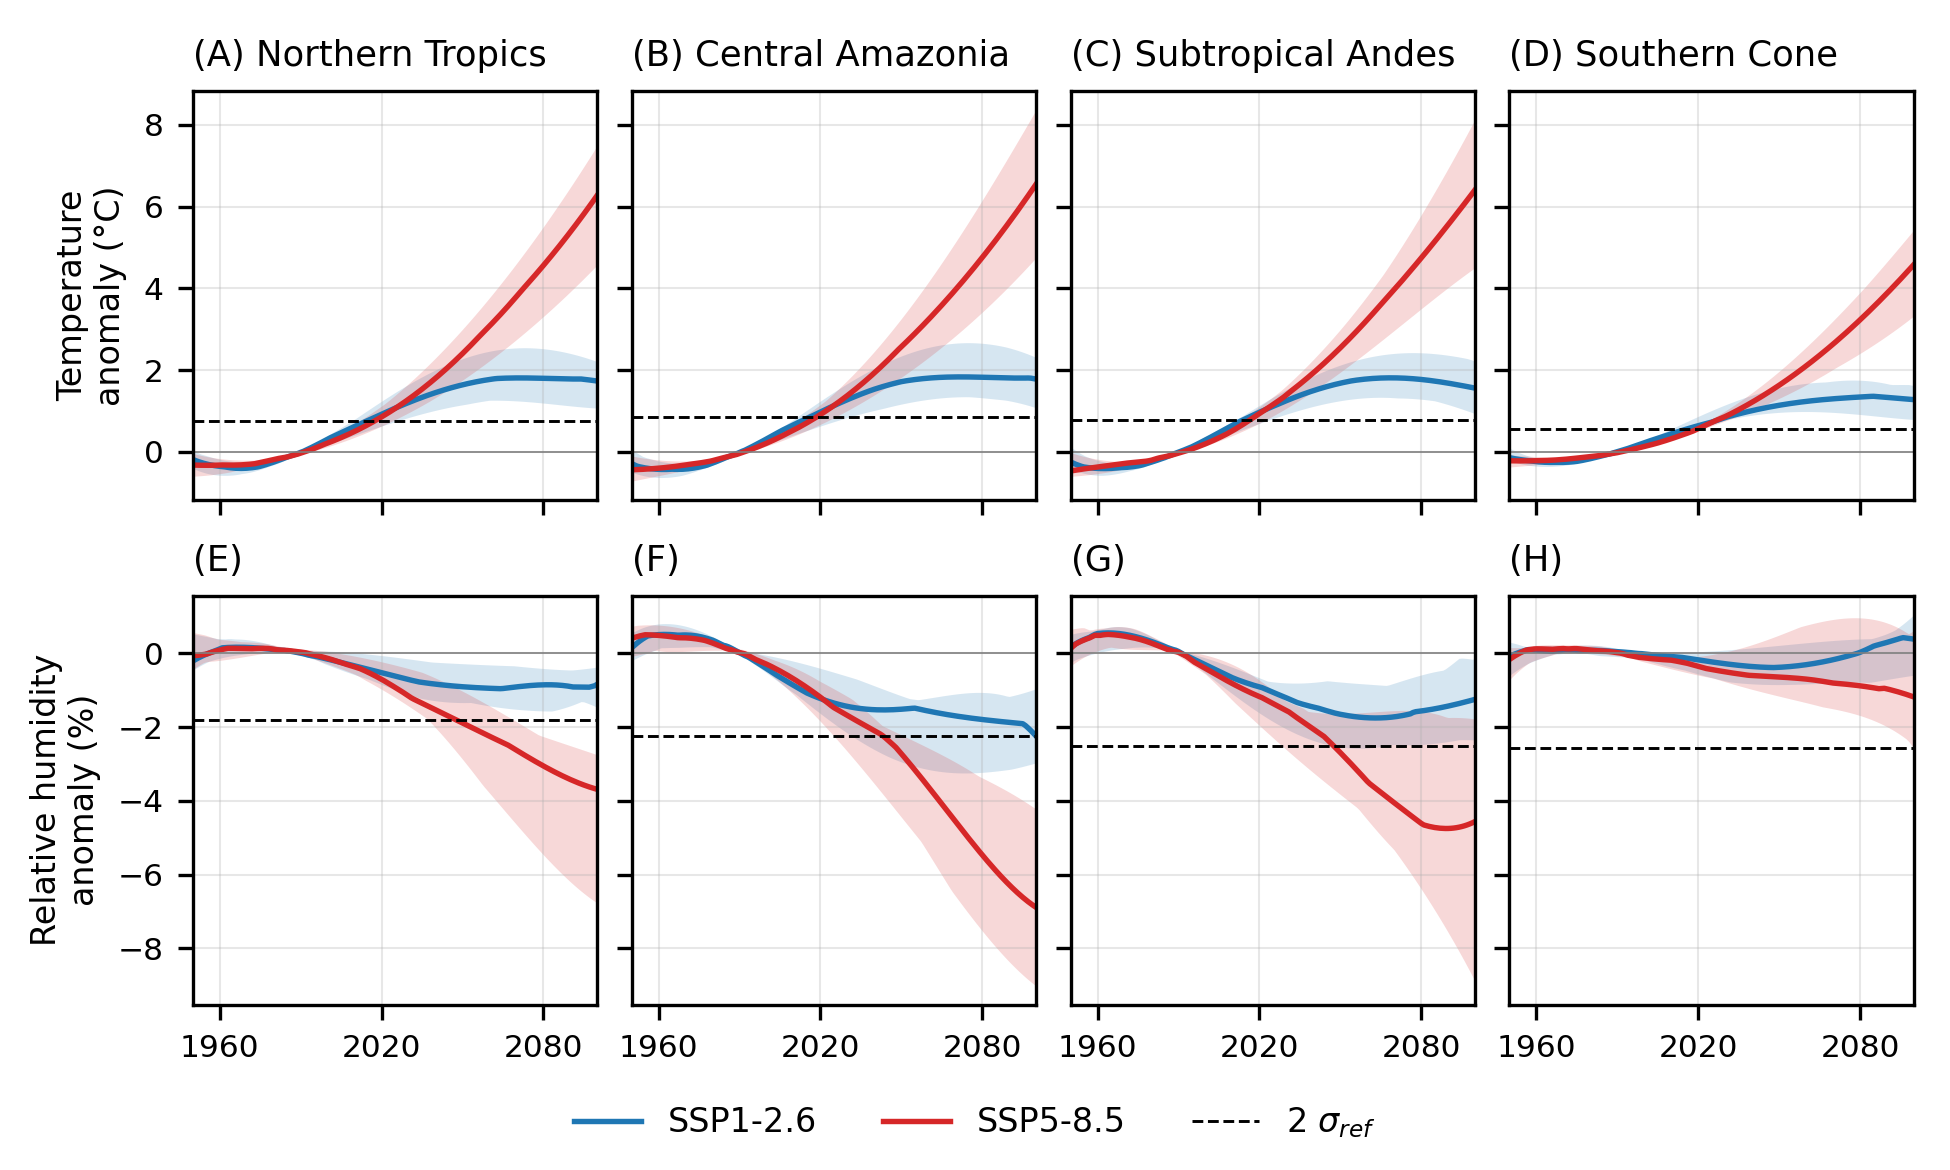 (A) Northern Tropics
(B) Central Amazonia
(C) Subtropical Andes
(D) Southern Cone
Temperature
anomaly (°C)
8
6
4
2
0
(E)
(F)
(G)
(H)
Relative humidity
anomaly (%)
0
−2
−4
−6
−8
1960 2020 2080
1960 2020 2080
1960 2020 2080
1960 2020 2080
SSP1-2.6
SSP5-8.5
2 σref